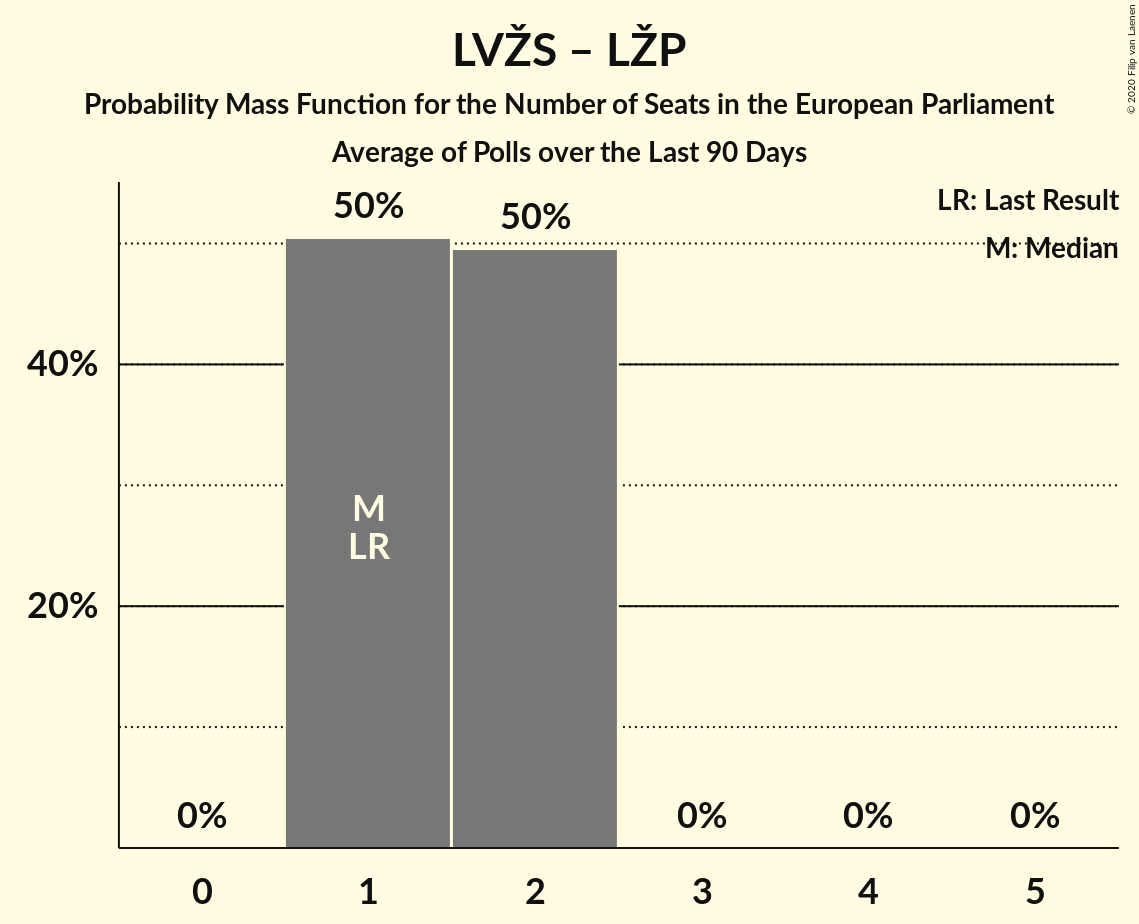 LVŽS – LŽP
Probability Mass Function for the Number of Seats in the European Parliament
Average of Polls over the Last 90 Days
© 2020 Filip van Laenen
LR: Last Result
M: Median
50%
50%
40%
20%
M
LR
0%
0%
0%
0%
0
1
2
3
4
5